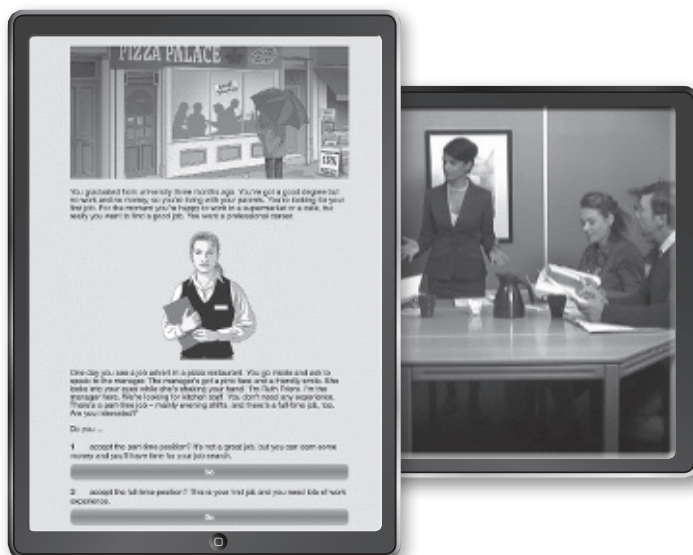 PIZZA PALACE
15%
You graduated from university three months ago. You've got a good degree but
no work and no money, so you're living with your parents. You're looking for your
first job. For the moment you're happy to work in a supermarket or a cafe, but
really you want to find a good job. You want a professional career.
One day you see a job advert in a pizza restaurant. You go inside and ask to
speak to the manager. The manager's got a face and a friendly smile. She
looks into your eyes while she's shaking your hand. 'I'm Ruth I'm the
manager here. We're looking for kitchen staff. You don't need any experience.
There's a part-time job – mainly evening shifts, and there's a full-time job, too.
Are you interested?'
Do you ...
1 accept the part-time position? It's not a great job, but you can earn some
money and you'll have time for your job search.
Go
2 accept the full-time position? This is your first job and you need lots of work
experience.
Go